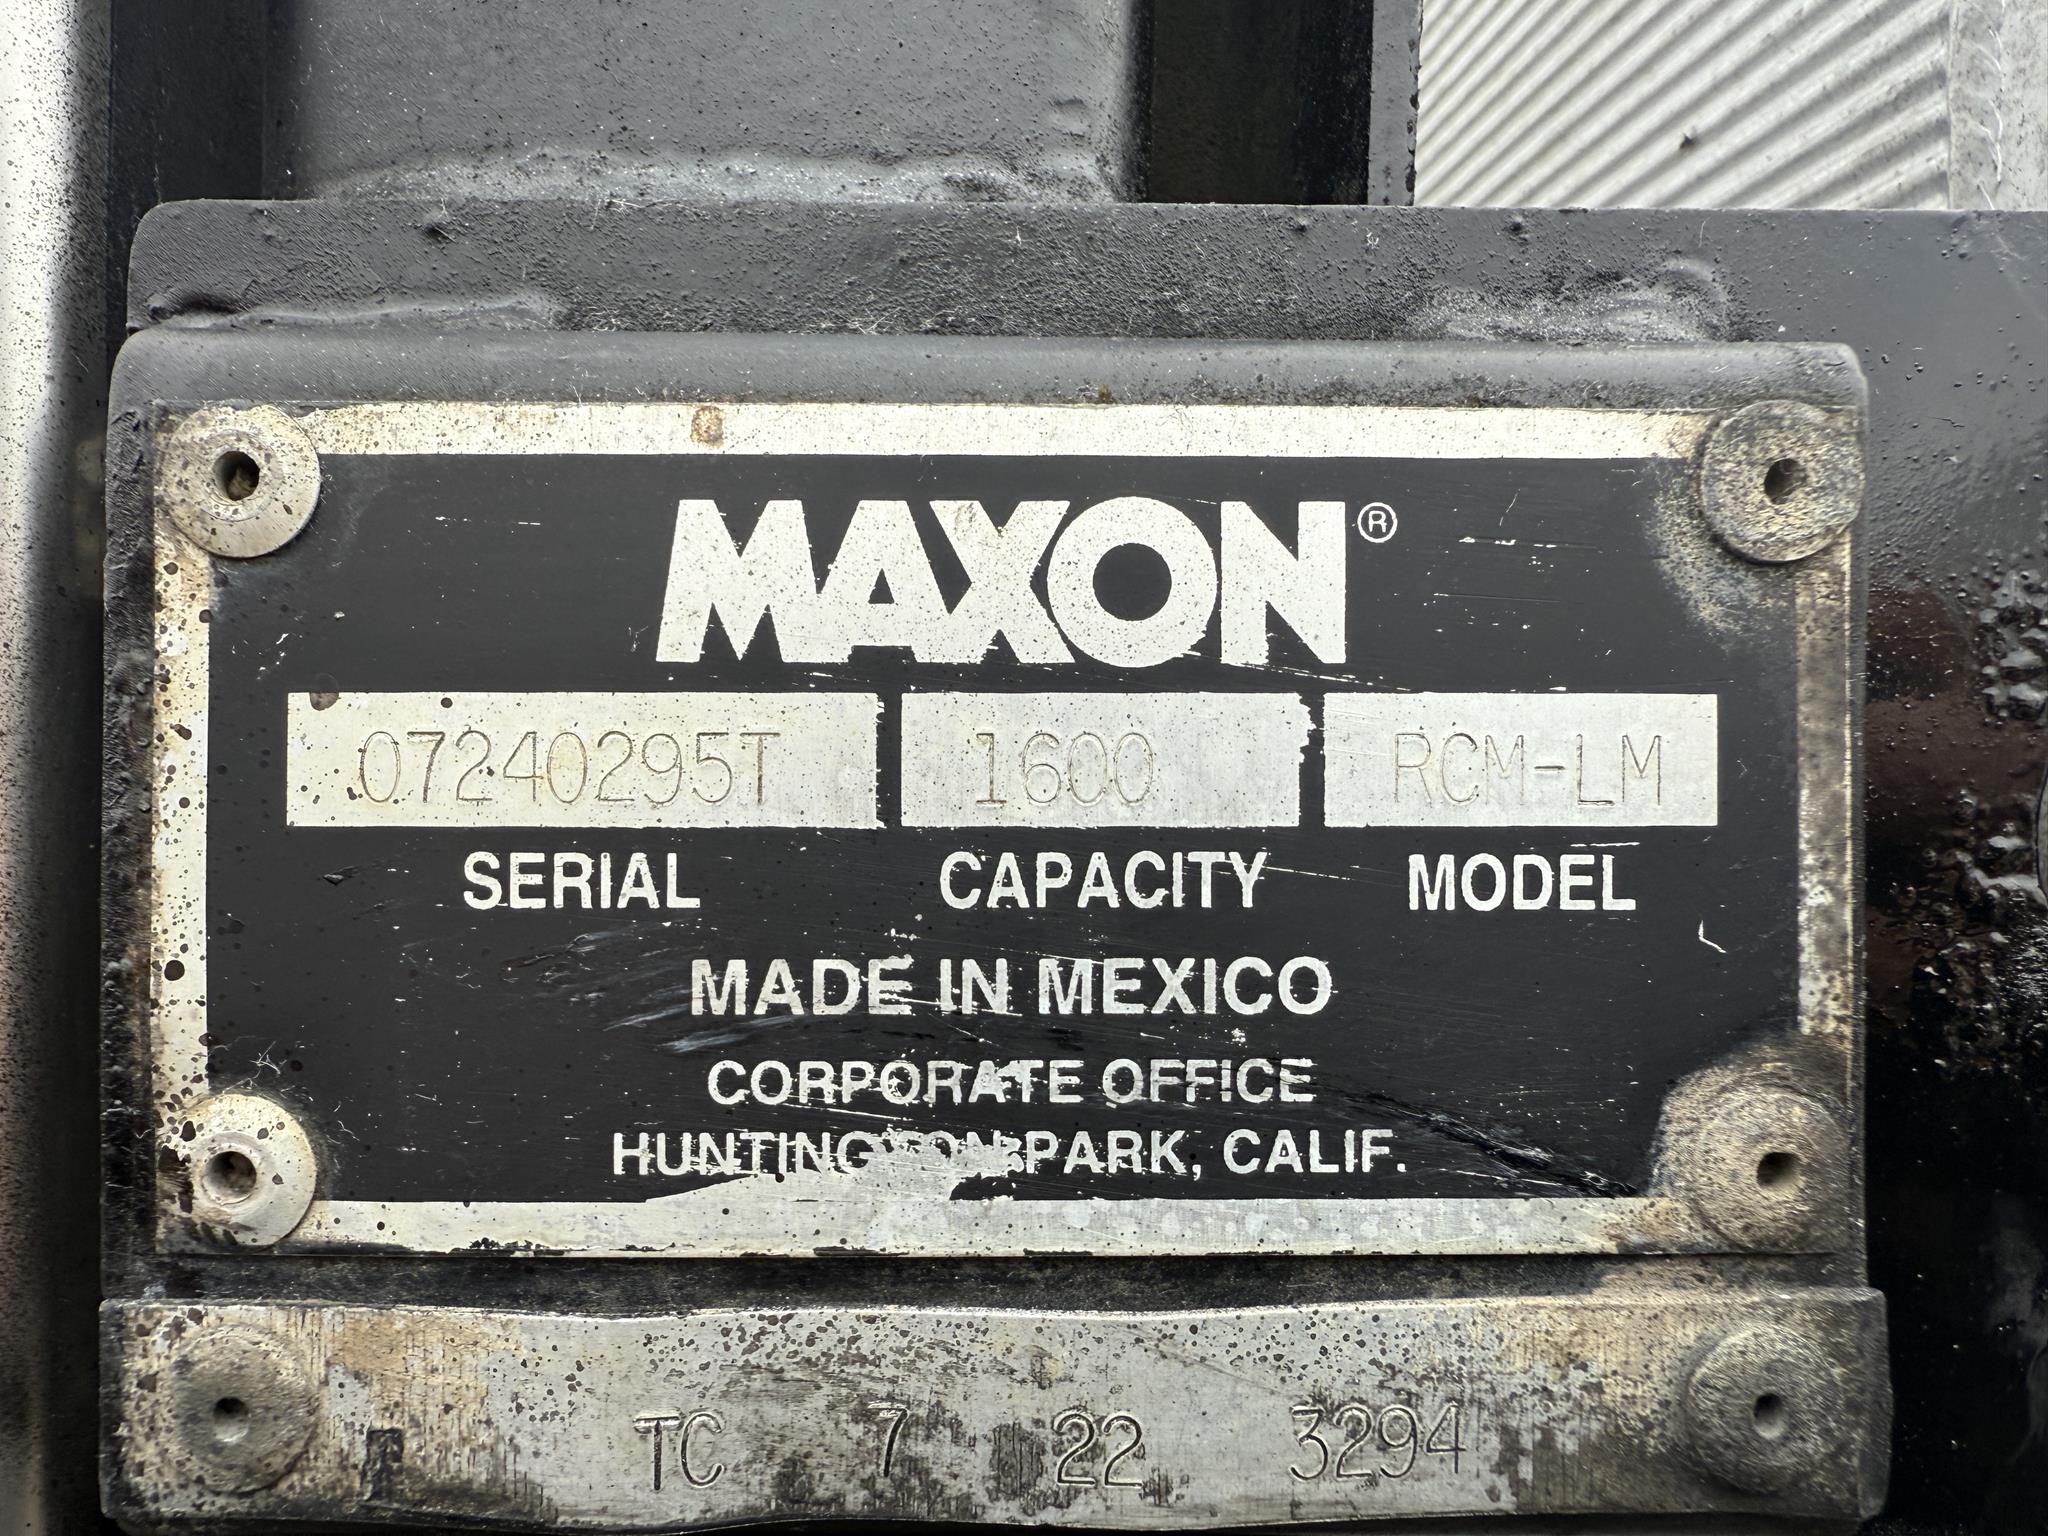 MAXON®
07240295T 1600 RCM-LM
SERIAL CAPACITY MODEL
MADE IN MEXICO
CORPORATE OFFICE
HUNTINGTON PARK, CALIF.
TC 7 22 3294